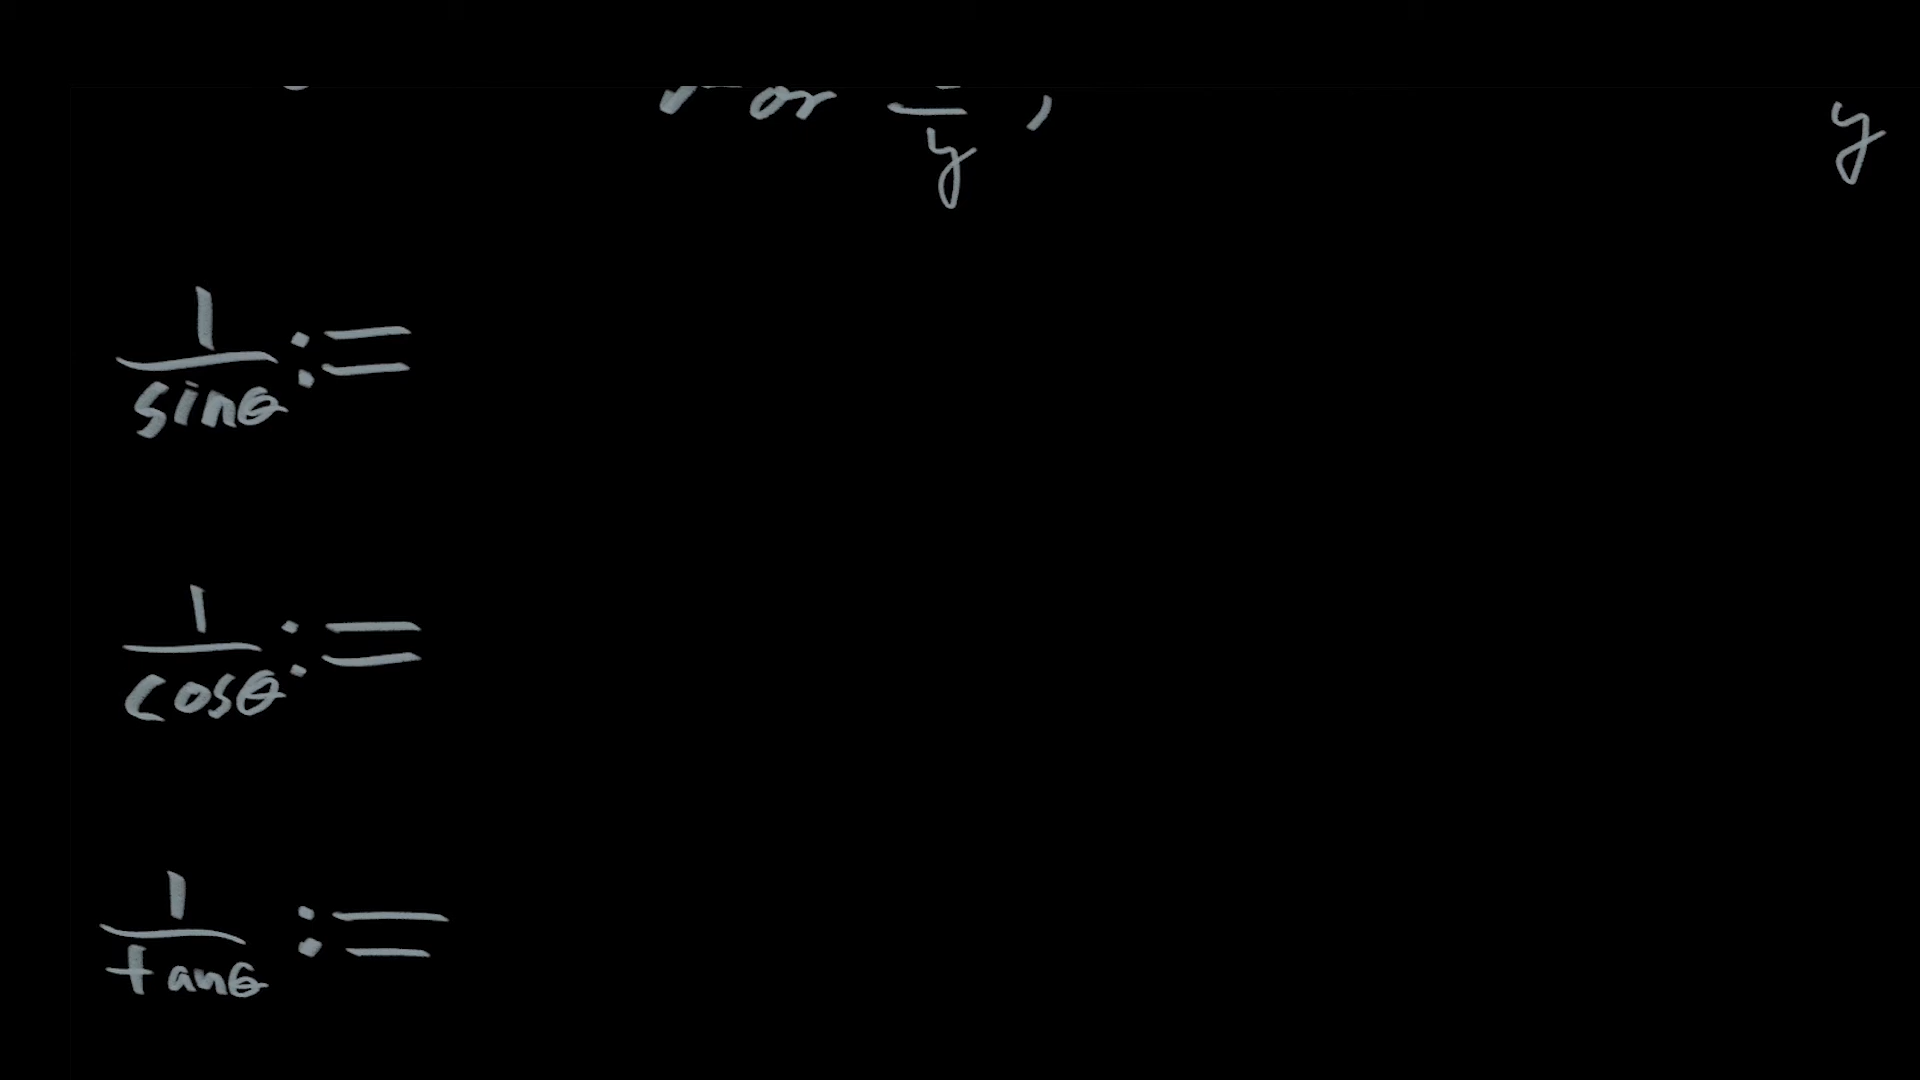 or /y , y
1/sinθ :=
1/cosθ :=
1/tanθ :=